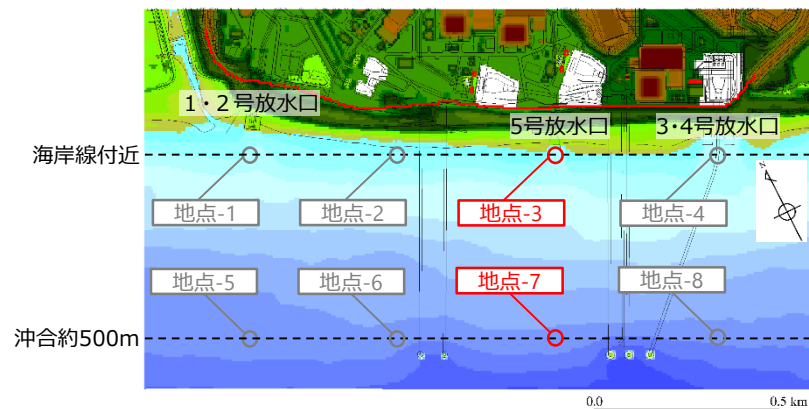 1・2号放水口
5号放水口
3・4号放水口
海岸線付近
地点-1
地点-2
地点-3
地点-4
N
地点-5
地点-6
地点-7
地点-8
沖合約500m
0.0
0.5 km